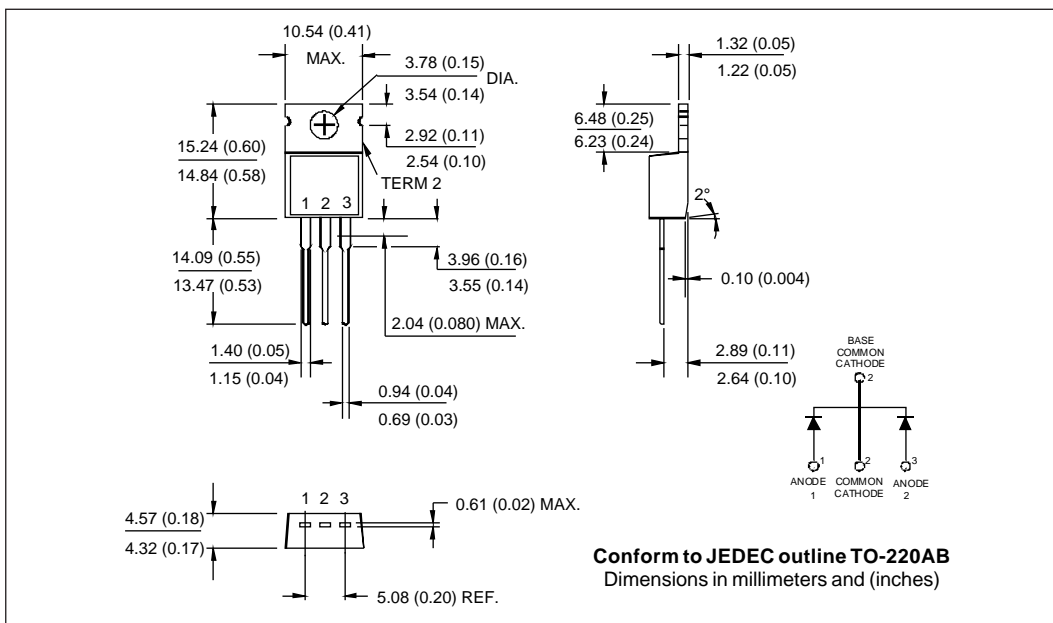 10.54 (0.41)
MAX.
3.78 (0.15)
3.54 (0.14)
DIA.
2.92 (0.11)
2.54 (0.10)
TERM 2
15.24 (0.60)
14.84 (0.58)
1 2 3
14.09 (0.55)
13.47 (0.53)
3.96 (0.16)
3.55 (0.14)
2.04 (0.080) MAX.
1.40 (0.05)
1.15 (0.04)
0.94 (0.04)
0.69 (0.03)
1.32 (0.05)
1.22 (0.05)
6.48 (0.25)
6.23 (0.24)
2°
0.10 (0.004)
2.89 (0.11)
2.64 (0.10)
BASE
COMMON
CATHODE
2
1 2 3
ANODE
1
COMMON
CATHODE
ANODE
2
1 2 3
0.61 (0.02) MAX.
4.57 (0.18)
4.32 (0.17)
5.08 (0.20) REF.
Conform to JEDEC outline TO-220AB
Dimensions in millimeters and (inches)